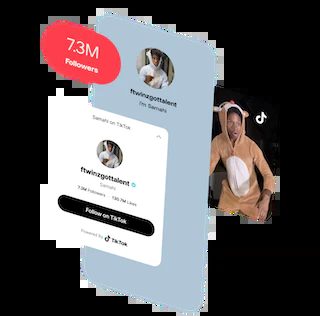 7.3M
Followers
ftwinzgottalent
I'm Samahi
Samahi on TikTok
ftwinzgottalent
Samahi
7.3M Followers · 130.7M Likes
Follow on TikTok
Powered By TikTok